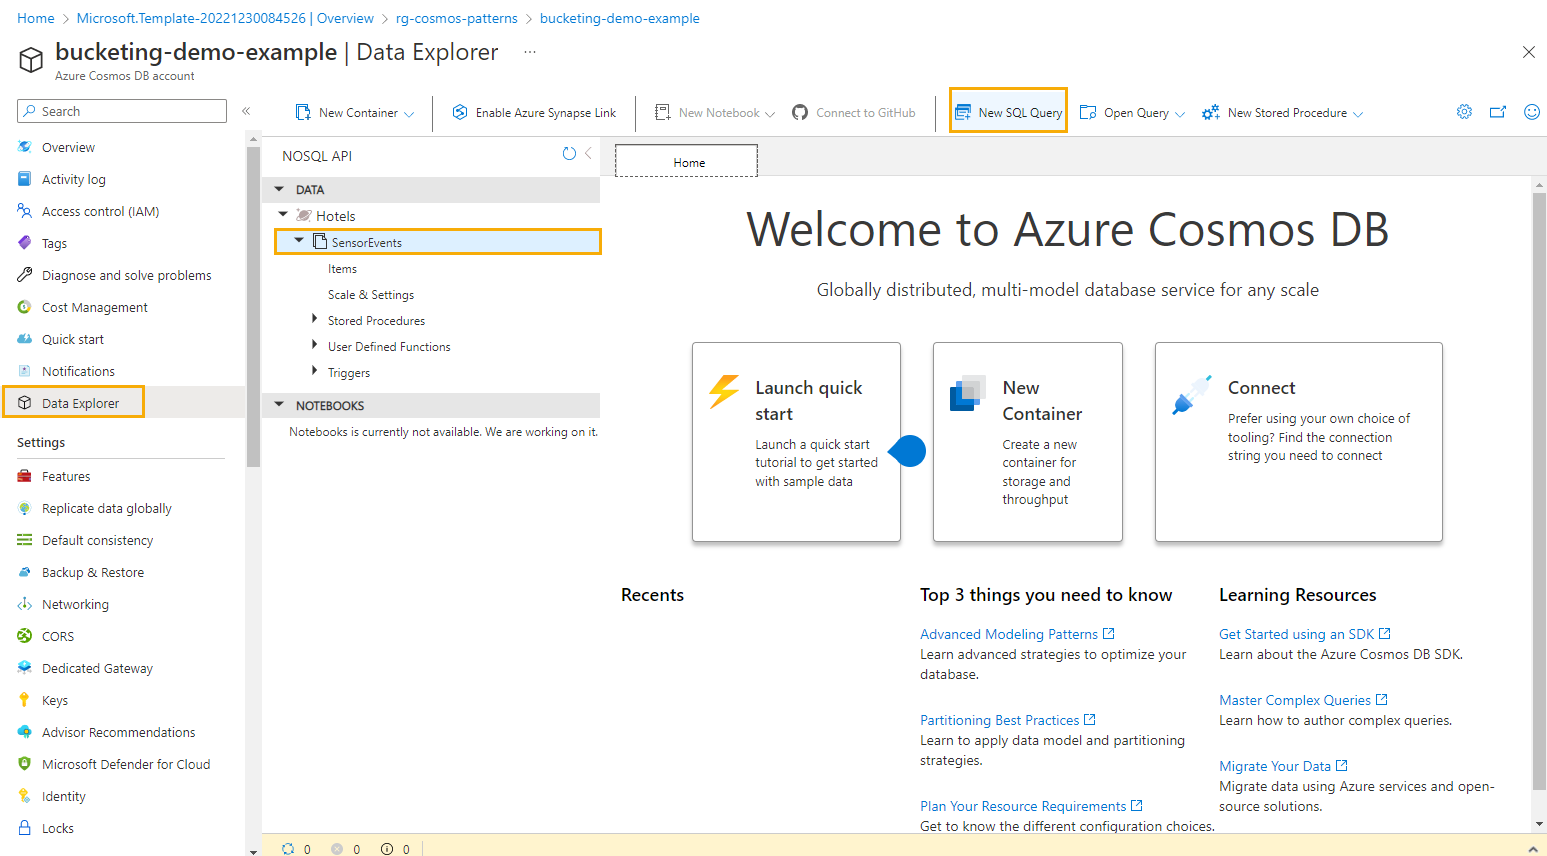 Home > Microsoft.Template-20221230084526 | Overview > rg-cosmos-patterns > bucketing-demo-example
bucketing-demo-example | Data Explorer ...
Azure Cosmos DB account
Search
«
New Container
Enable Azure Synapse Link
New Notebook
Connect to GitHub
New SQL Query
Open Query
New Stored Procedure
Overview
Activity log
Access control (IAM)
Tags
Diagnose and solve problems
Cost Management
Quick start
Notifications
Data Explorer
Settings
Features
Replicate data globally
Default consistency
Backup & Restore
Networking
CORS
Dedicated Gateway
Keys
Advisor Recommendations
Microsoft Defender for Cloud
Identity
Locks
NOSQL API
DATA
Hotels
SensorEvents
Items
Scale & Settings
Stored Procedures
User Defined Functions
Triggers
NOTEBOOKS
Notebooks is currently not available. We are working on it.
Home
Welcome to Azure Cosmos DB
Globally distributed, multi-model database service for any scale
Launch quick
start
Launch a quick start
tutorial to get started
with sample data
New
Container
Create a new
container for
storage and
throughput
Connect
Prefer using your own choice of
tooling? Find the connection
string you need to connect
Recents
Top 3 things you need to know
Advanced Modeling Patterns
Learn advanced strategies to optimize your
database.
Partitioning Best Practices
Learn to apply data model and partitioning
strategies.
Plan Your Resource Requirements
Get to know the different configuration choices.
Learning Resources
Get Started using an SDK
Learn about the Azure Cosmos DB SDK.
Master Complex Queries
Learn how to author complex queries.
Migrate Your Data
Migrate data using Azure services and open-
source solutions.
0 0 0